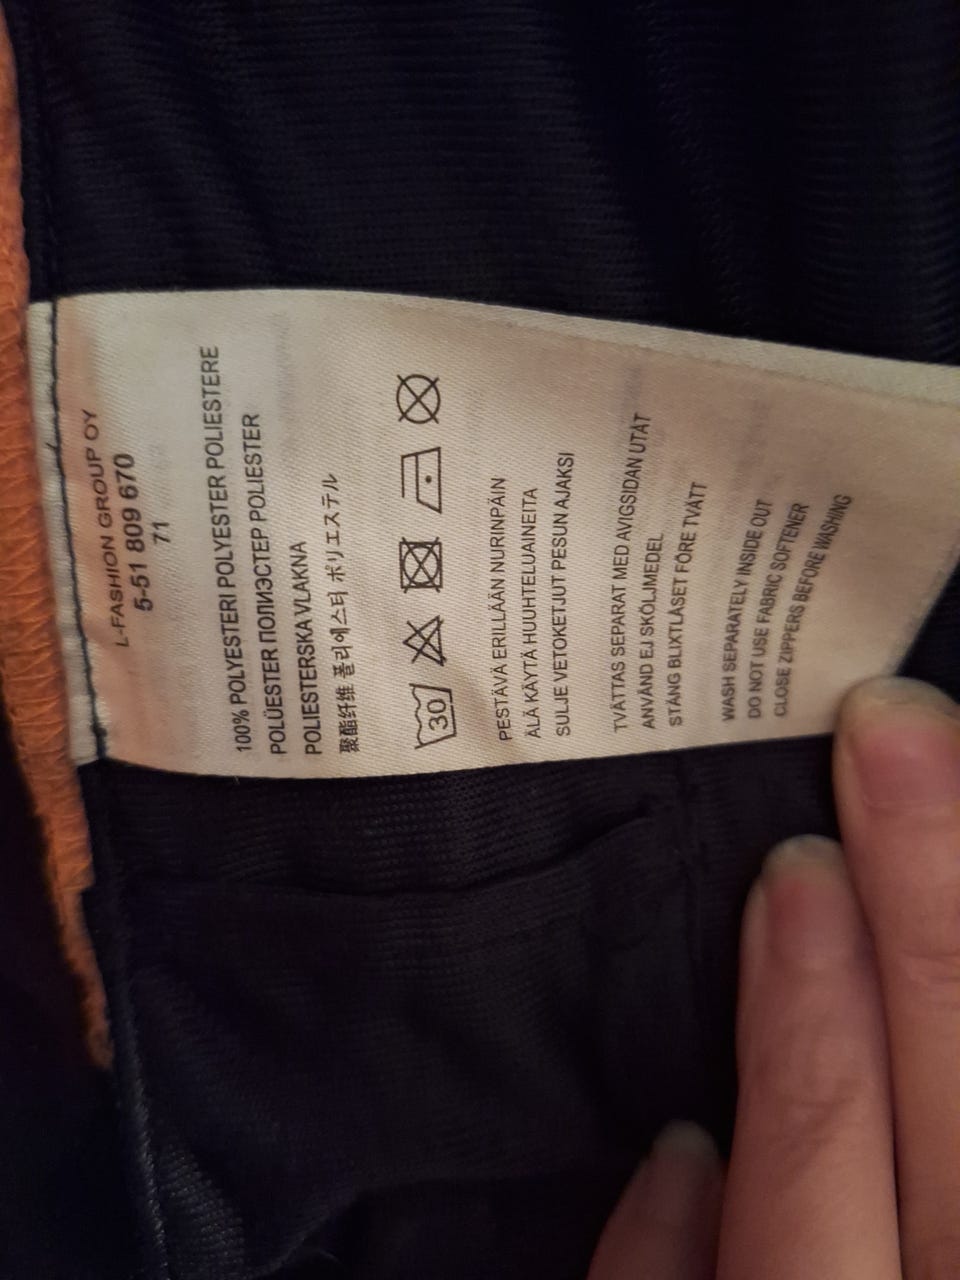 L-FASHION GROUP OY
5-51 809 670
71
100% POLYESTERI POLYESTER POLIESTERE
POLÜESTER ПОЛИЭСТЕР POLIESTER
POLIESTERSKA VLAKNA
聚酯纤维 폴리에스터 ポリエステル
30
PESTÄVÄ ERILLÄÄN NURINPÄIN
ÄLÄ KÄYTÄ HUUHTELUAINEITA
SULJE VETOKETJUT PESUN AJAKSI
TVÄTTAS SEPARAT MED AVIGSIDAN UTÅT
ANVÄND EJ SKÖLJMEDEL
STÄNG BLIXTLÅSET FÖRE TVÄTT
WASH SEPARATELY INSIDE OUT
DO NOT USE FABRIC SOFTENER
CLOSE ZIPPERS BEFORE WASHING